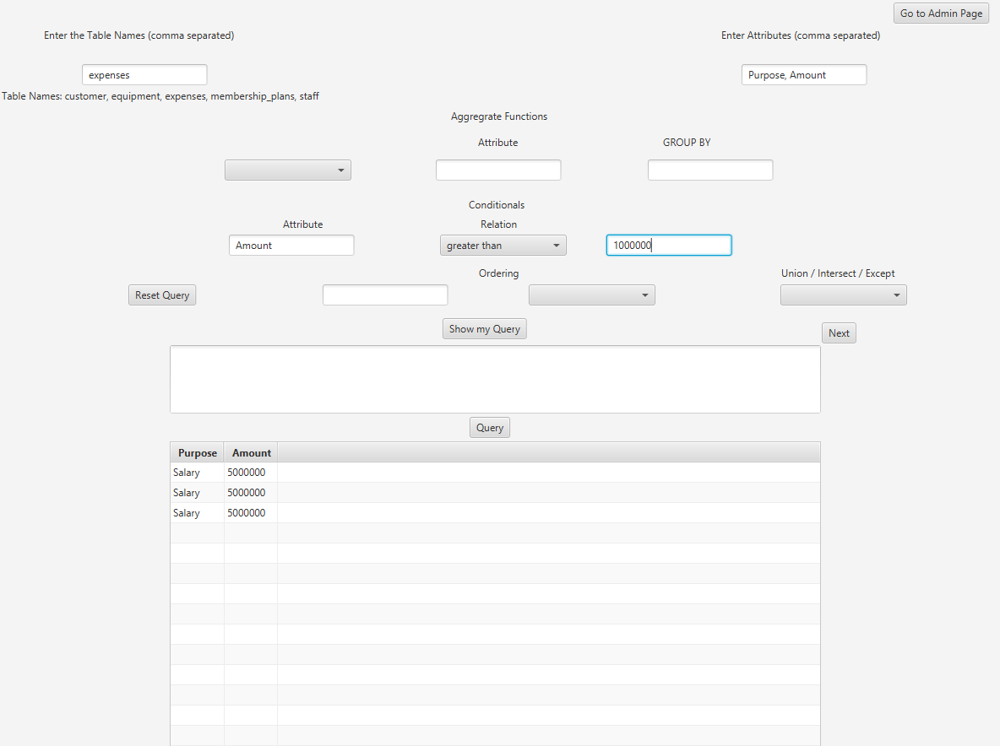 Go to Admin Page
Enter the Table Names (comma separated)
Enter Attributes (comma separated)
expenses
Purpose, Amount
Table Names: customer, equipment, expenses, membership_plans, staff
Aggregrate Functions
Attribute
GROUP BY
Conditionals
Attribute
Relation
Amount
greater than
1000000
Ordering
Union / Intersect / Except
Reset Query
Show my Query
Next
Query
Purpose Amount
Salary 5000000
Salary 5000000
Salary 5000000